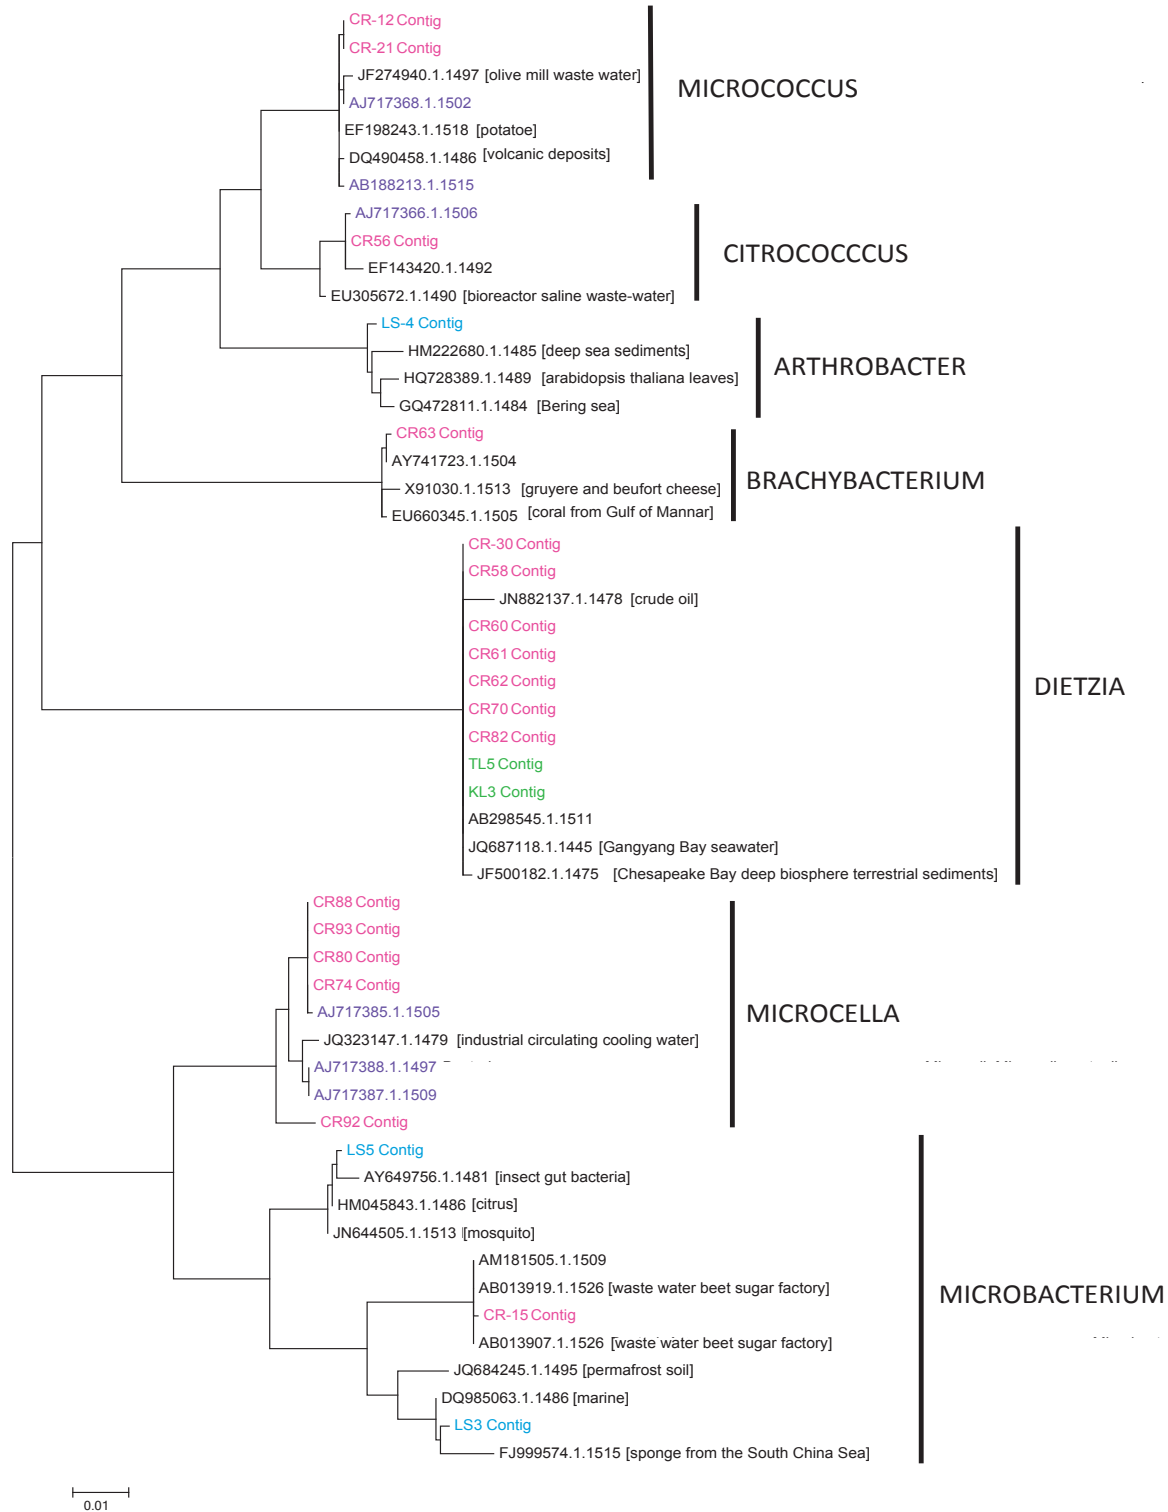 CR-12 Contig
CR-21 Contig
JF274940.1.1497 [olive mill waste water]
AJ717368.1.1502
EF198243.1.1518 [potatoe]
DQ490458.1.1486 [volcanic deposits]
AB188213.1.1515
MICROCOCCUS
AJ717366.1.1506
CR56 Contig
EF143420.1.1492
EU305672.1.1490 [bioreactor saline waste-water]
CITROCOCCCUS
LS-4 Contig
HM222680.1.1485 [deep sea sediments]
HQ728389.1.1489 [arabidopsis thaliana leaves]
GQ472811.1.1484 [Bering sea]
ARTHROBACTER
CR63 Contig
AY741723.1.1504
X91030.1.1513 [gruyere and beufort cheese]
EU660345.1.1505 [coral from Gulf of Mannar]
BRACHYBACTERIUM
CR-30 Contig
CR58 Contig
JN882137.1.1478 [crude oil]
CR60 Contig
CR61 Contig
CR62 Contig
CR70 Contig
CR82 Contig
TL5 Contig
KL3 Contig
AB298545.1.1511
JQ687118.1.1445 [Gangyang Bay seawater]
JF500182.1.1475 [Chesapeake Bay deep biosphere terrestrial sediments]
DIETZIA
CR88 Contig
CR93 Contig
CR80 Contig
CR74 Contig
AJ717385.1.1505
JQ323147.1.1479 [industrial circulating cooling water]
AJ717388.1.1497
AJ717387.1.1509
CR92 Contig
MICROCELLA
LS5 Contig
AY649756.1.1481 [insect gut bacteria]
HM045843.1.1486 [citrus]
JN644505.1.1513 [mosquito]
AM181505.1.1509
AB013919.1.1526 [waste water beet sugar factory]
CR-15 Contig
AB013907.1.1526 [waste water beet sugar factory]
JQ684245.1.1495 [permafrost soil]
DQ985063.1.1486 [marine]
LS3 Contig
FJ999574.1.1515 [sponge from the South China Sea]
MICROBACTERIUM
0.01